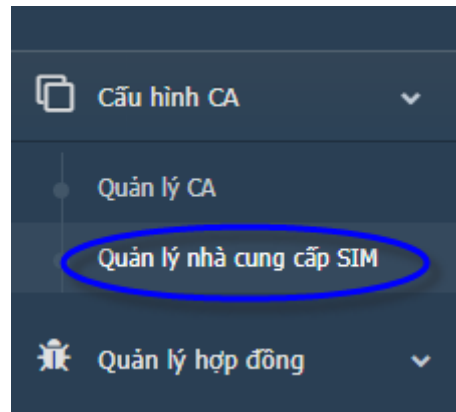 Cấu hình CA
Quản lý CA
Quản lý nhà cung cấp SIM
Quản lý hợp đồng